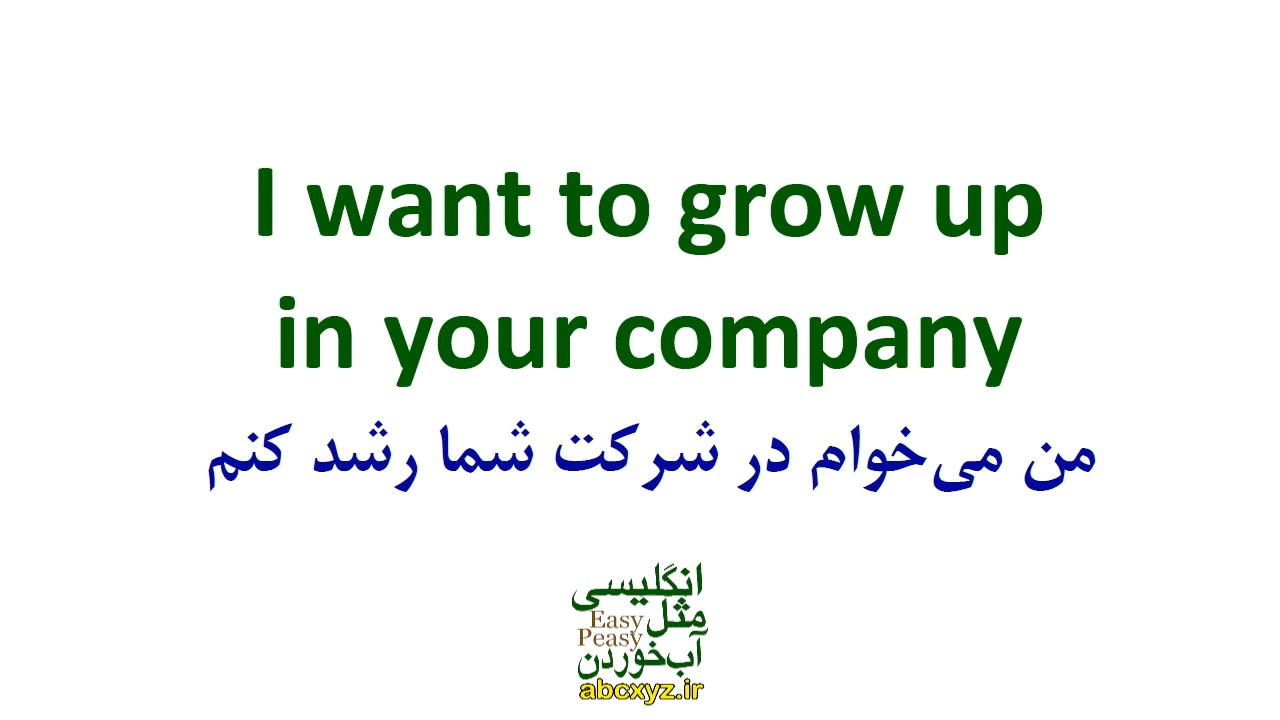 I want to grow up
in your company
من می‌خوام در شرکت شما رشد کنم
انگلیسی
مثل
Easy
Peasy
آب‌خوردن
abcxyz.ir